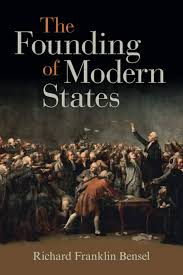 The
Founding
of Modern
States
Richard Franklin Bensel